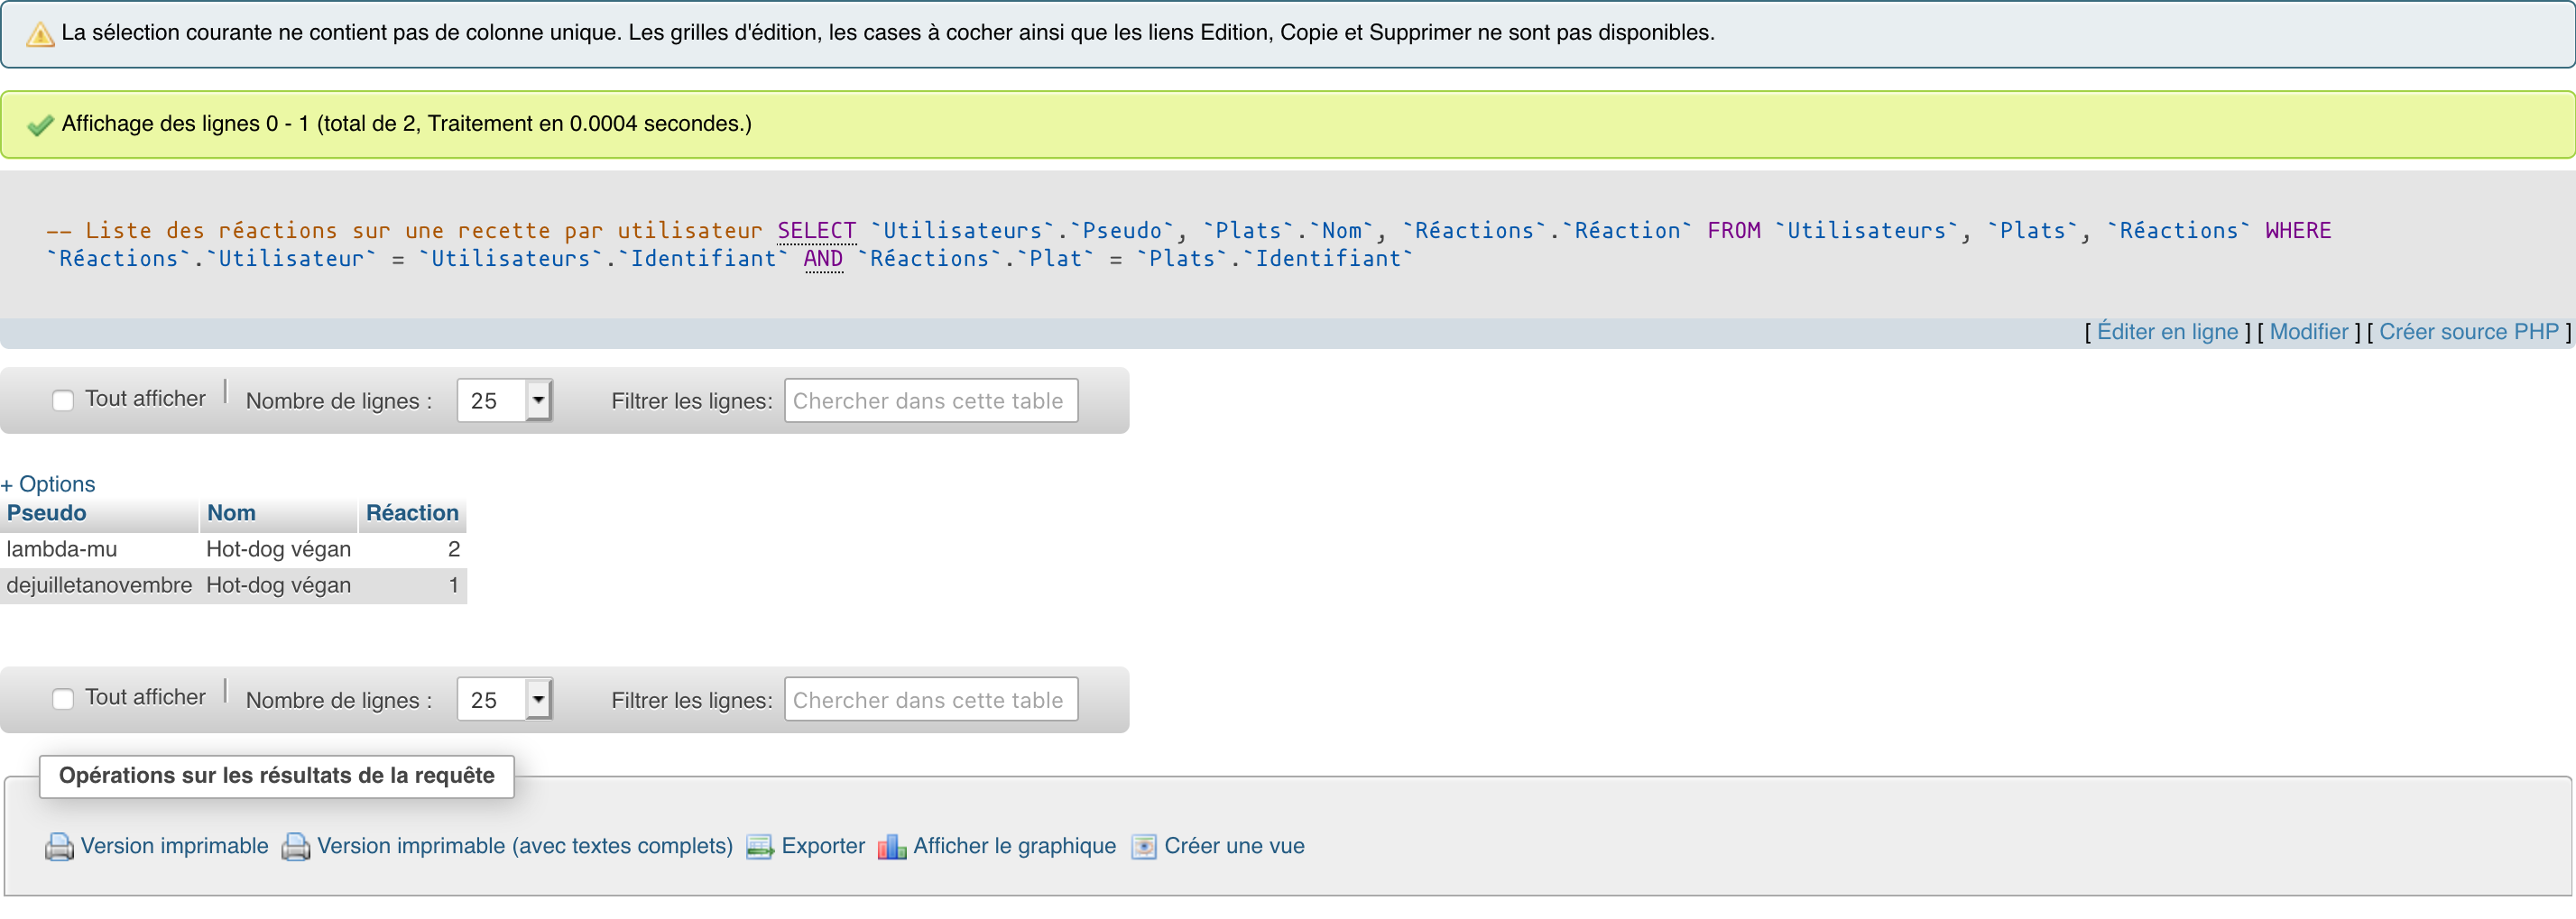 La sélection courante ne contient pas de colonne unique. Les grilles d'édition, les cases à cocher ainsi que les liens Edition, Copie et Supprimer ne sont pas disponibles.
Affichage des lignes 0 - 1 (total de 2, Traitement en 0.0004 secondes.)
-- Liste des réactions sur une recette par utilisateur SELECT `Utilisateurs`.`Pseudo`, `Plats`.`Nom`, `Réactions`.`Réaction` FROM `Utilisateurs`, `Plats`, `Réactions` WHERE
`Réactions`.`Utilisateur` = `Utilisateurs`.`Identifiant` AND `Réactions`.`Plat` = `Plats`.`Identifiant`
[ Éditer en ligne ] [ Modifier ] [ Créer source PHP ]
Tout afficher | Nombre de lignes : 25 Filtrer les lignes: Chercher dans cette table
+ Options
Pseudo Nom Réaction
lambda-mu Hot-dog végan 2
dejuilletanovembre Hot-dog végan 1
Tout afficher | Nombre de lignes : 25 Filtrer les lignes: Chercher dans cette table
Opérations sur les résultats de la requête
Version imprimable Version imprimable (avec textes complets) Exporter Afficher le graphique Créer une vue